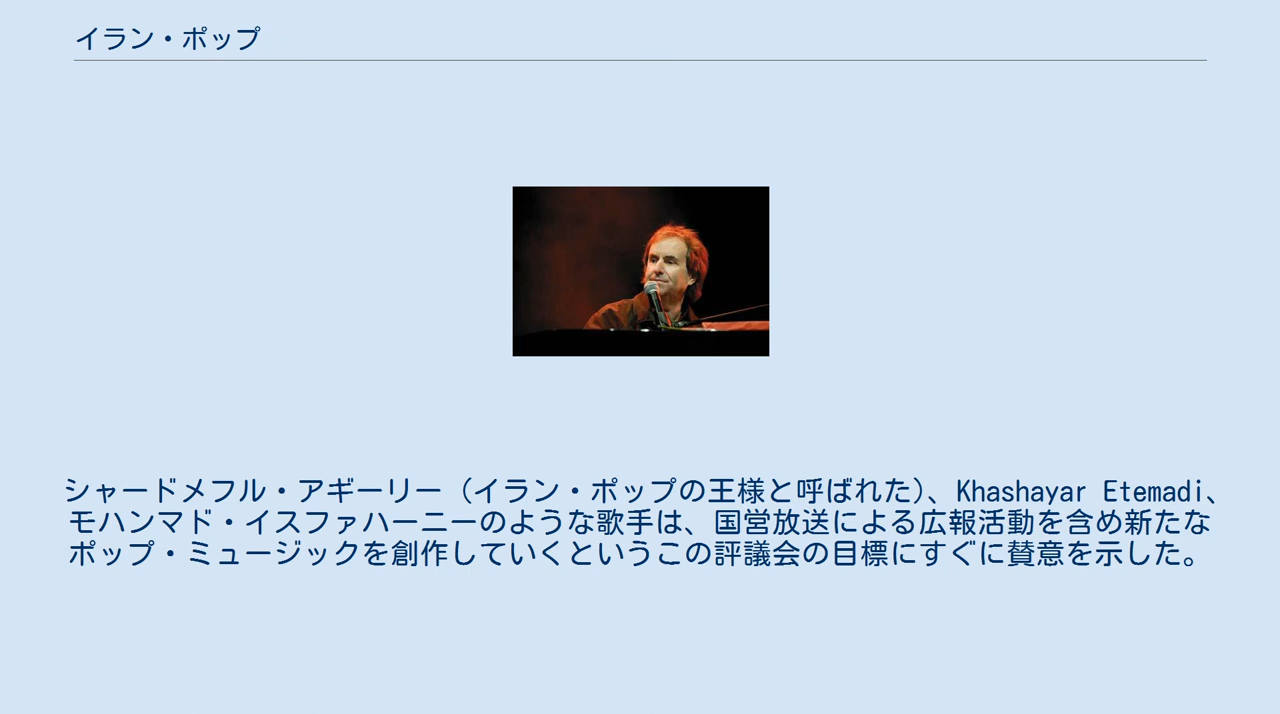 イラン・ポップ
シャードメフル・アギーリー（イラン・ポップの王様と呼ばれた）、Khashayar Etemadi、
モハンマド・イスファハーニーのような歌手は、国営放送による広報活動を含め新たな
ポップ・ミュージックを創作していくというこの評議会の目標にすぐに賛意を示した。